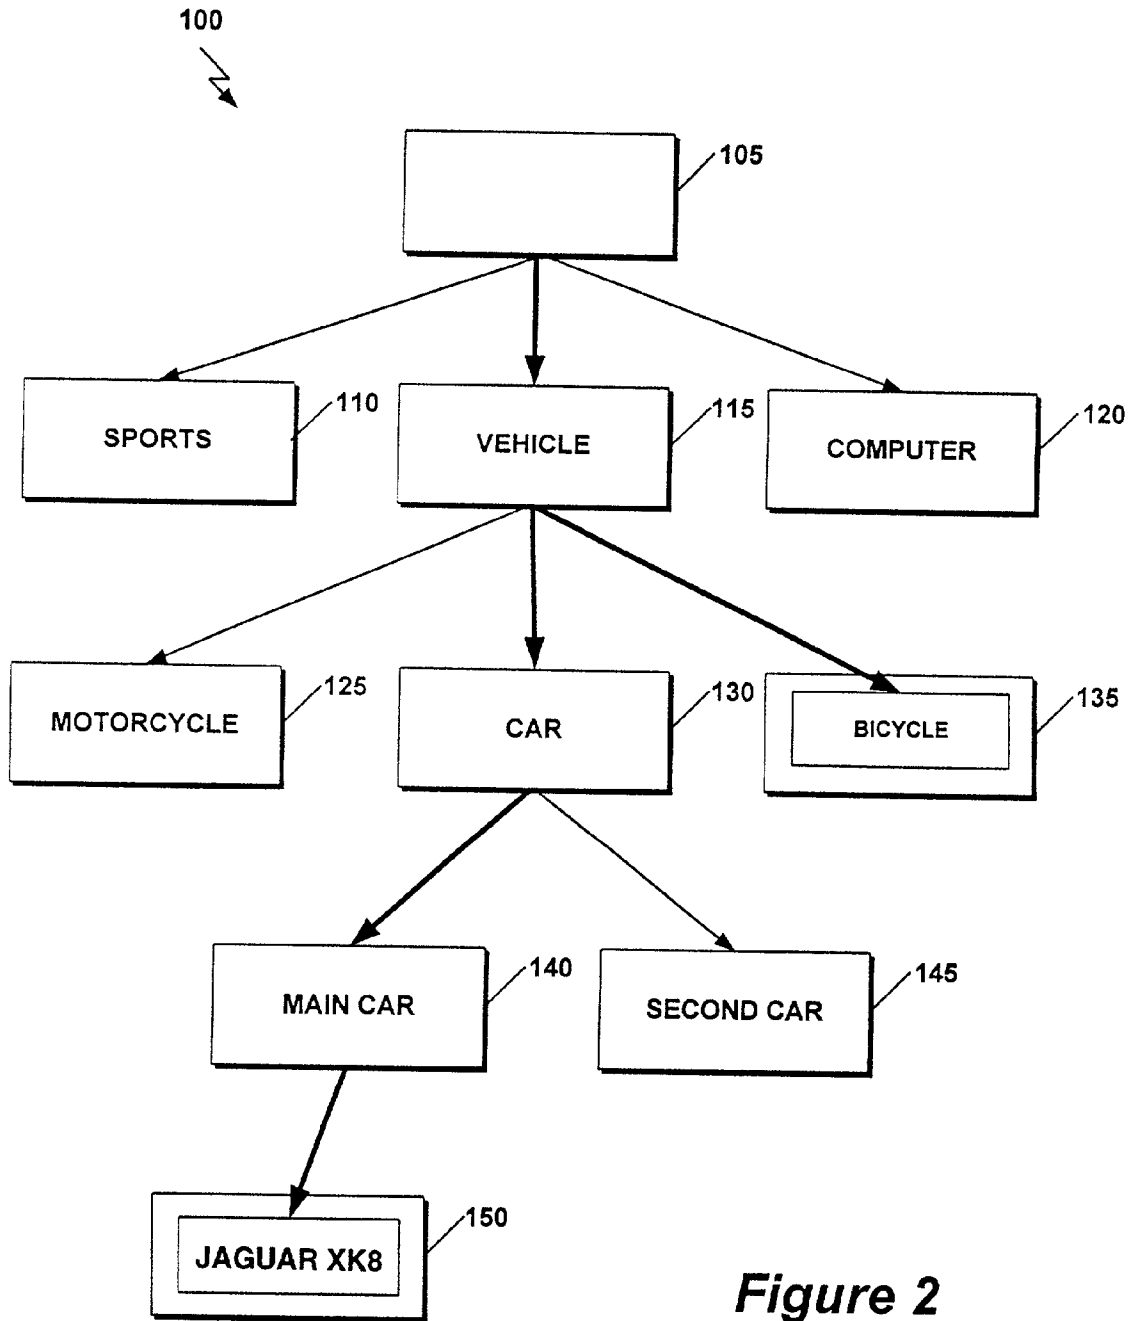 100
105
SPORTS
110
VEHICLE
115
COMPUTER
120
MOTORCYCLE
125
CAR
130
BICYCLE
135
MAIN CAR
140
SECOND CAR
145
JAGUAR XK8
150
Figure 2